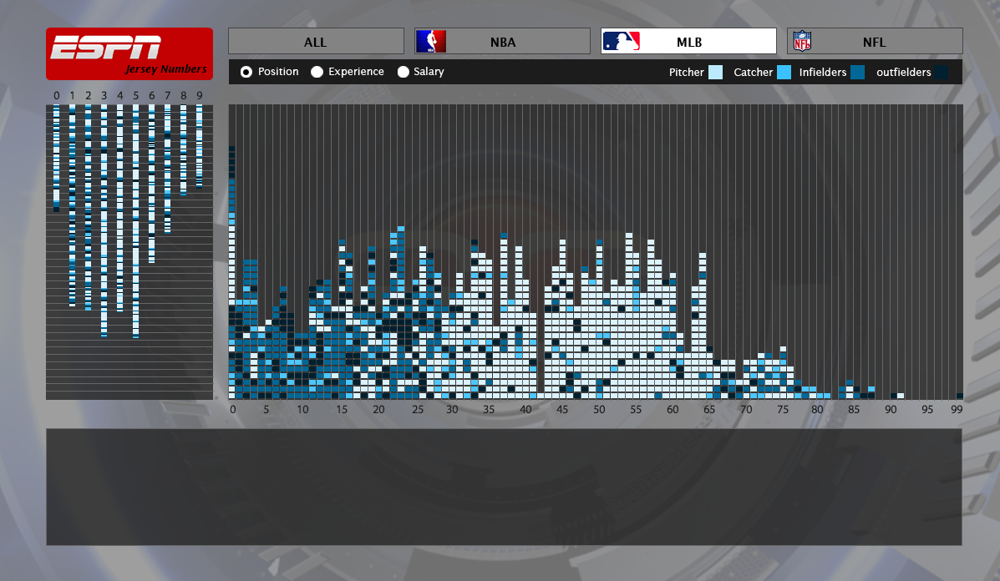 ESPN
Jersey Numbers
ALL
NBA
NBA
MLB
NFL
NFL
Position Experience Salary
Pitcher Catcher Infielders outfielders
0 1 2 3 4 5 6 7 8 9
0 5 10 15 20 25 30 35 40 45 50 55 60 65 70 75 80 85 90 95 99